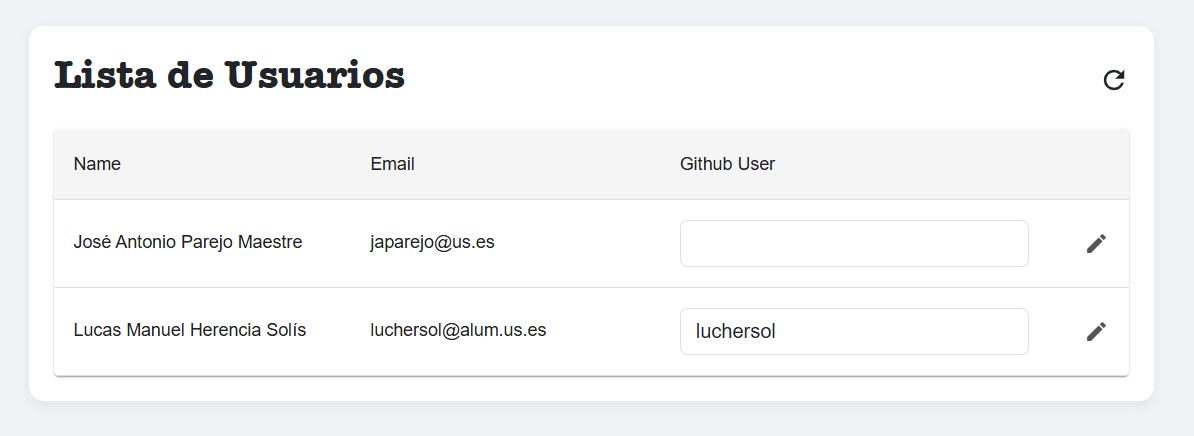 Lista de Usuarios
Name Email Github User
José Antonio Parejo Maestre japarejo@us.es
Lucas Manuel Herencia Solís luchersol@alum.us.es luchersol